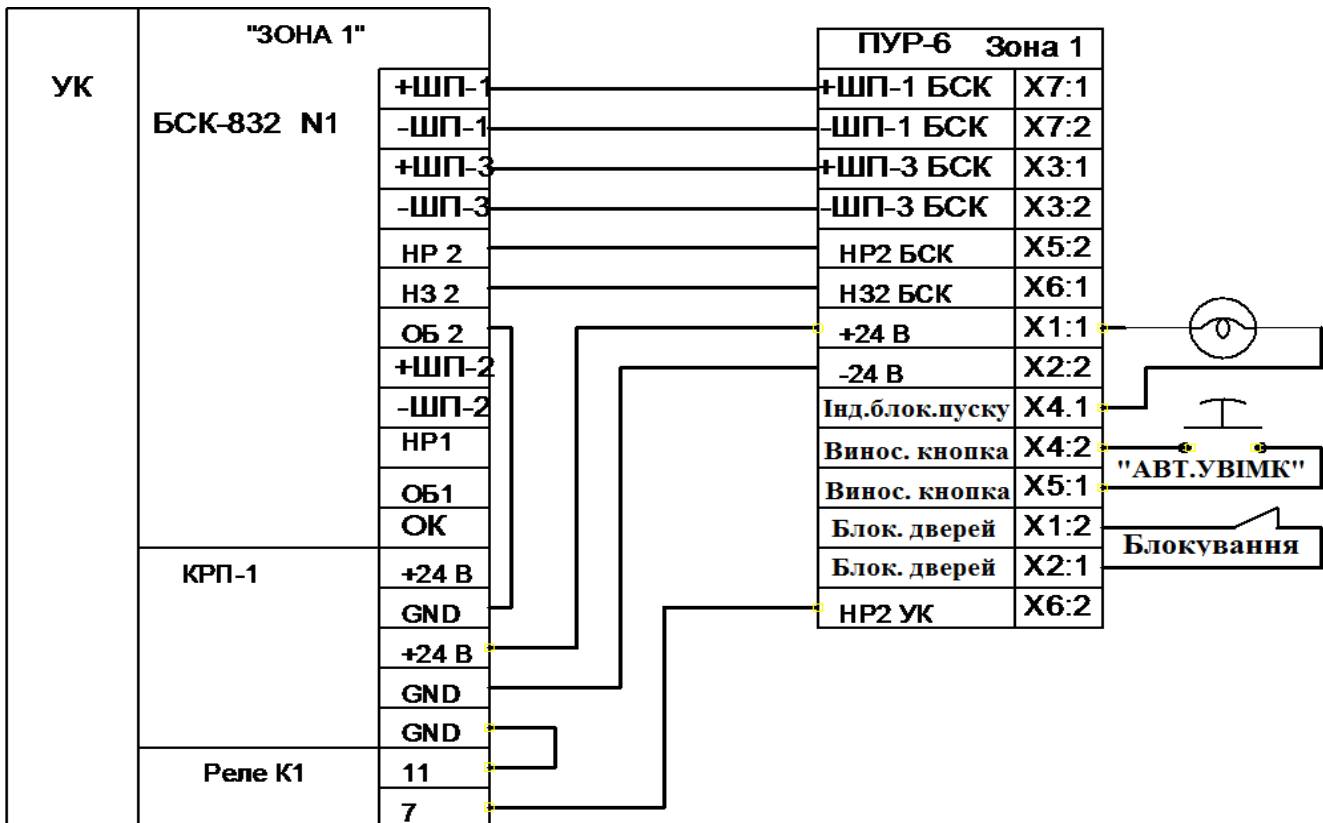 "ЗОНА 1"
УК
БСК-832 N1
+ШП-1
-ШП-1
+ШП-3
-ШП-3
НР 2
НЗ 2
ОБ 2
+ШП-2
-ШП-2
НР1
ОБ1
ОК
КРП-1
+24 В
GND
+24 В
GND
GND
Реле К1
11
7
ПУР-6 Зона 1
+ШП-1 БСК X7:1
-ШП-1 БСК X7:2
+ШП-3 БСК X3:1
-ШП-3 БСК X3:2
НР2 БСК X5:2
НЗ2 БСК X6:1
+24 В X1:1
-24 В X2:2
Інд.блок.пуску X4.1
Винос. кнопка X4:2
Винос. кнопка X5:1
Блок. дверей X1:2
Блок. дверей X2:1
НР2 УК X6:2
"АВТ.УВІМК"
Блокування